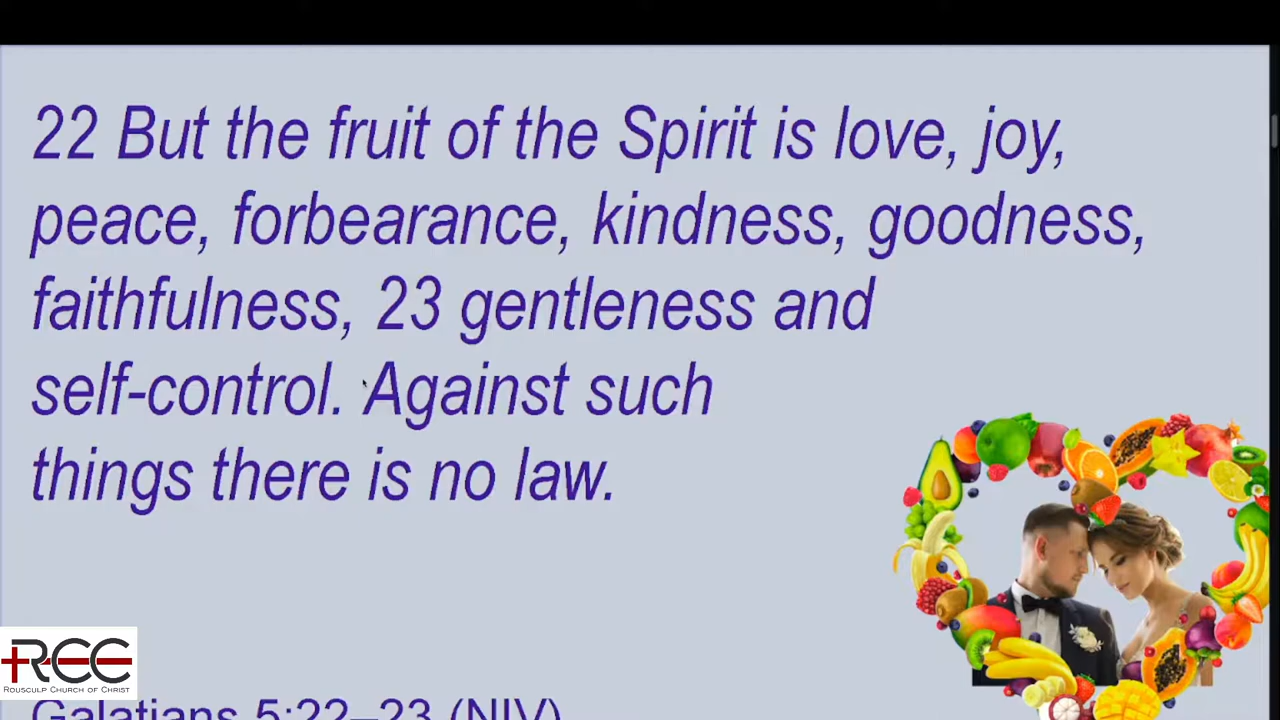 22 But the fruit of the Spirit is love, joy,
peace, forbearance, kindness, goodness,
faithfulness, 23 gentleness and
self-control. Against such
things there is no law.
RCC
Rousculp Church of Christ
Galatians 5:22–23 (NIV)